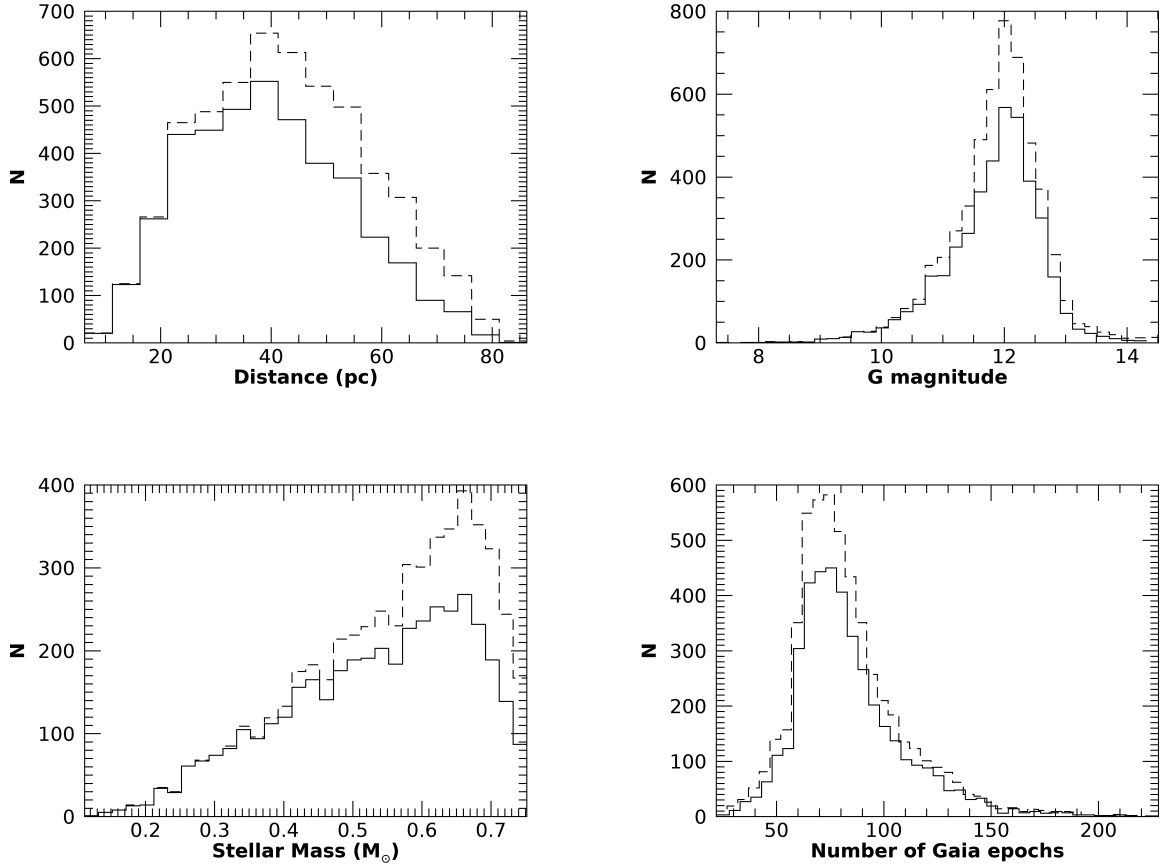 700
600
500
400
300
200
100
0
N
20 40 60 80
Distance (pc)
800
600
400
200
0
N
8 10 12 14
G magnitude
400
300
200
100
0
N
0.2 0.3 0.4 0.5 0.6 0.7
Stellar Mass (M☉)
600
500
400
300
200
100
0
N
50 100 150 200
Number of Gaia epochs